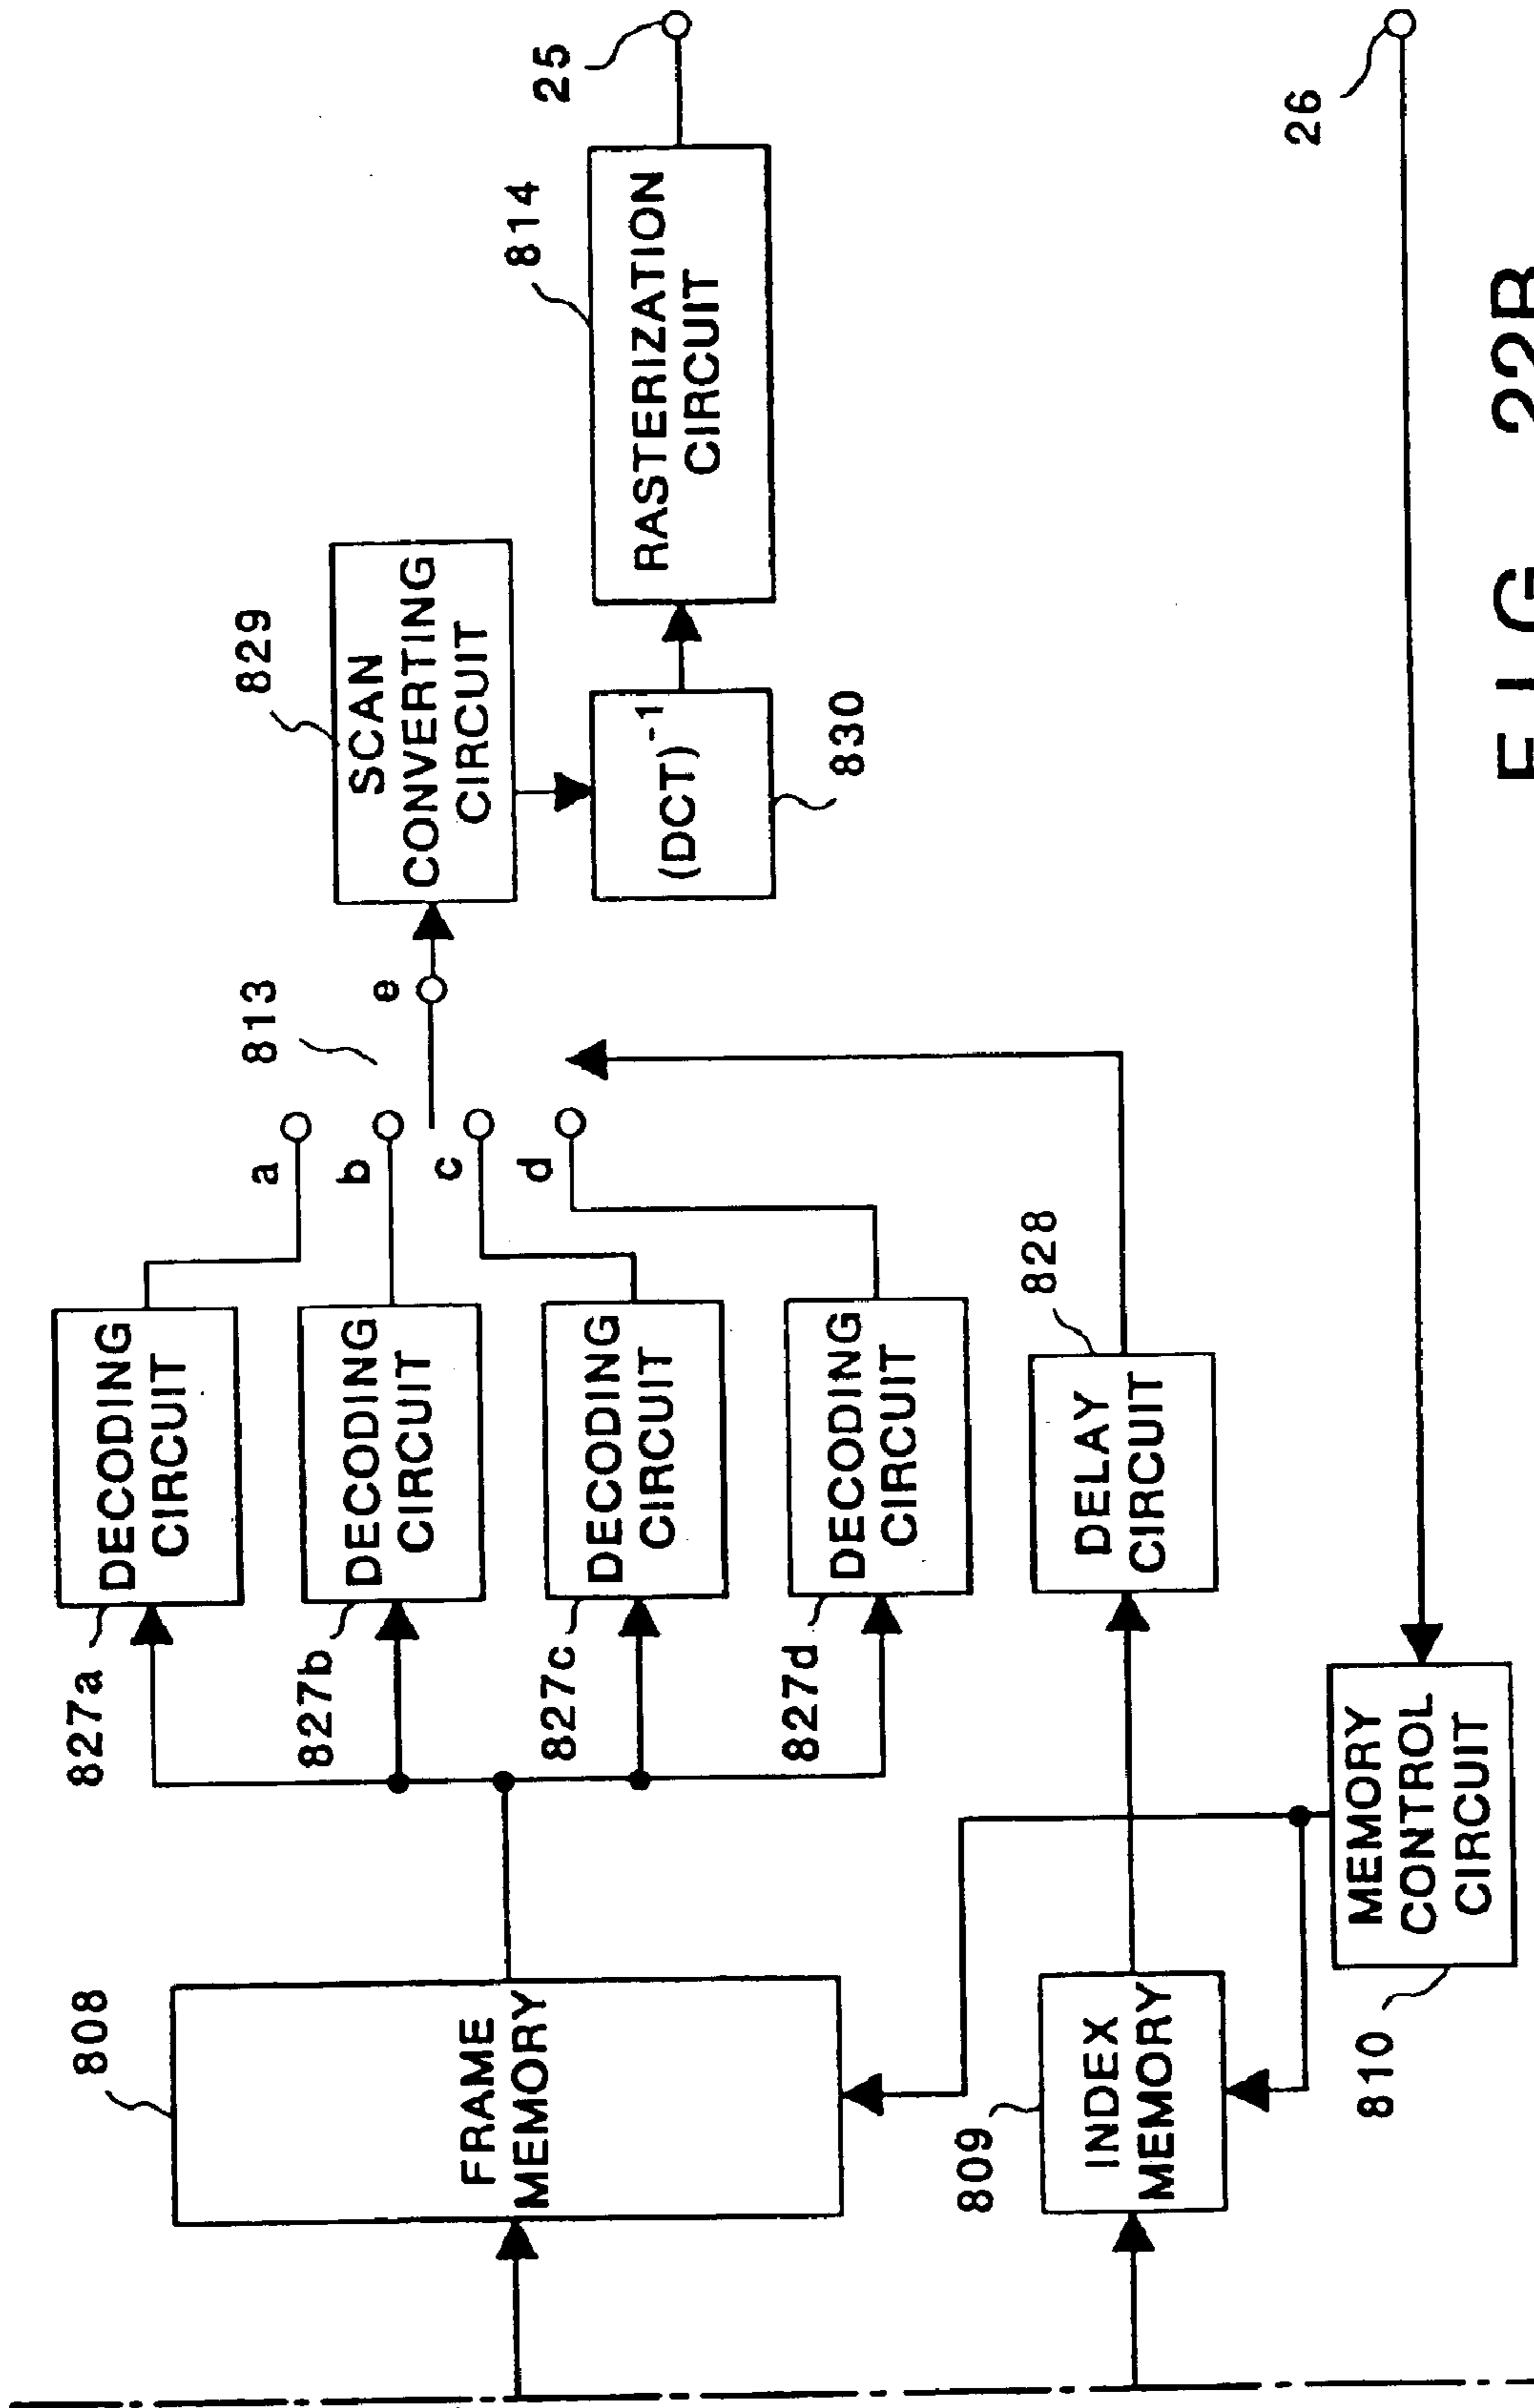 808
FRAME
MEMORY
809
INDEX
MEMORY
810
MEMORY
CONTROL
CIRCUIT
827a
DECODING
CIRCUIT
827b
DECODING
CIRCUIT
827c
DECODING
CIRCUIT
827d
DECODING
CIRCUIT
828
DELAY
CIRCUIT
a
b
c
d
813
e
829
SCAN
CONVERTING
CIRCUIT
(DCT)⁻¹
830
814
RASTERIZATION
CIRCUIT
25
26
FIG. 22B